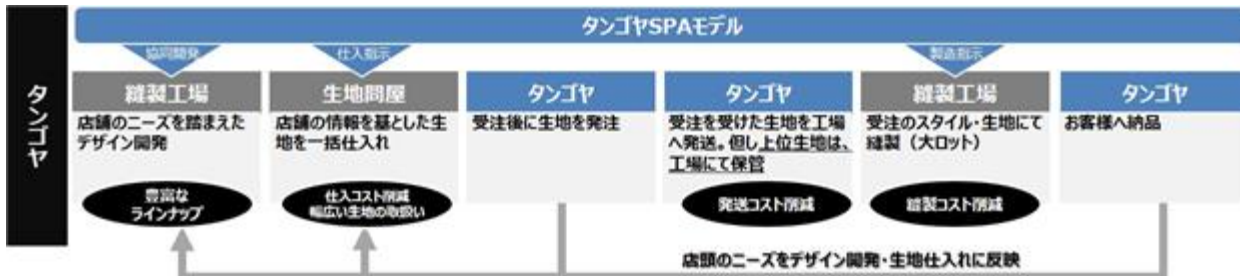 タンゴヤ
タンゴヤSPAモデル
協同開発
仕入指示
製造指示
縫製工場
店舗のニーズを踏まえた
デザイン開発
豊富な
ラインナップ
生地問屋
店舗の情報を基とした生
地を一括仕入れ
仕入コスト削減
幅広い生地の取扱い
タンゴヤ
受注後に生地を発注
タンゴヤ
受注を受けた生地を工場
へ発送。但し上位生地は、
工場にて保管
発送コスト削減
縫製工場
受注のスタイル・生地にて
縫製（大ロット）
縫製コスト削減
タンゴヤ
お客様へ納品
店頭のニーズをデザイン開発・生地仕入れに反映